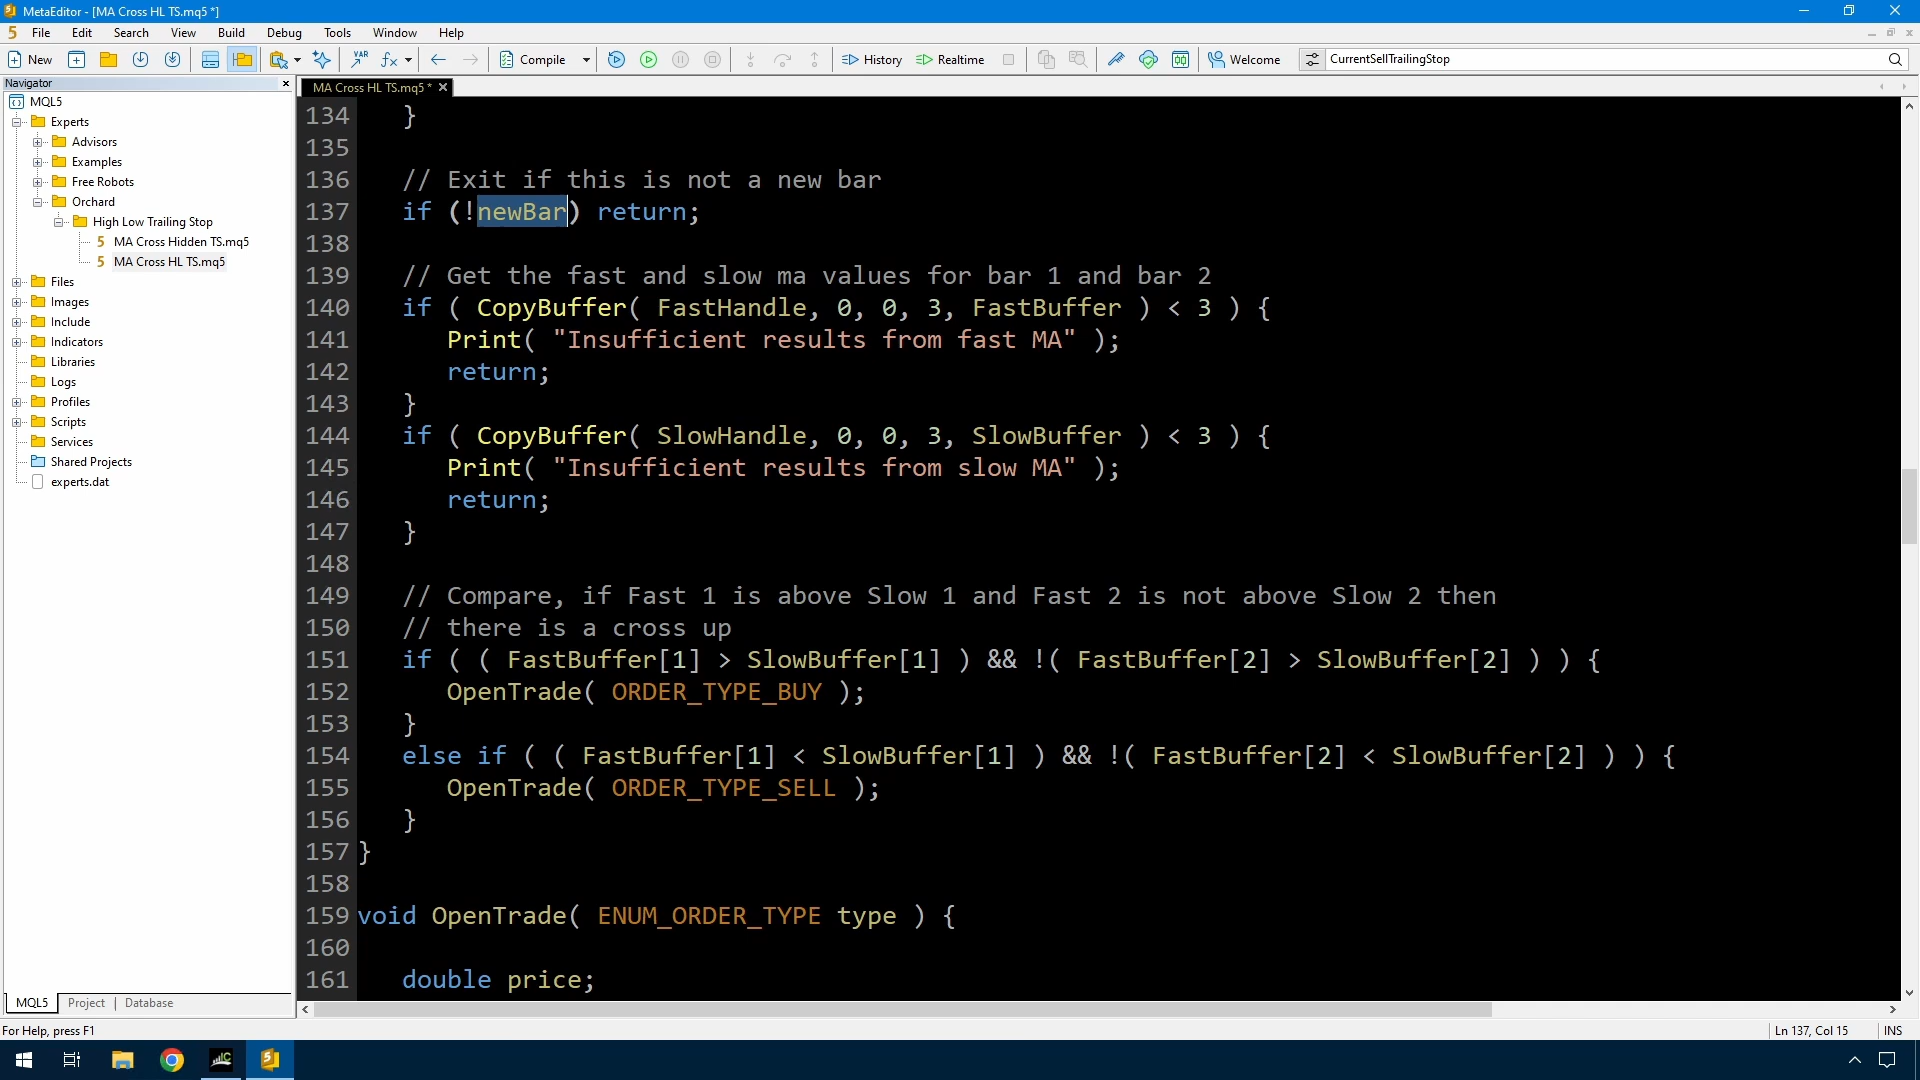 MetaEditor - [MA Cross HL TS.mq5 *]
File Edit Search View Debug Tools Window Help
New Compile History Realtime Welcome CurrentSellTrailingStop
Navigator
MQL5
Experts
Advisors
Examples
Free Robots
Orchard
High Low Trailing Stop
MA Cross Hidden TS.mq5
MA Cross HL TS.mq5
Files
Images
Include
Indicators
Libraries
Logs
Profiles
Scripts
Services
Shared Projects
experts.dat
MQL5 Project | Database
MA Cross HL TS.mq5 *
134 }
135
136 // Exit if this is not a new bar
137 if (!newBar) return;
138
139 // Get the fast and slow ma values for bar 1 and bar 2
140 if ( CopyBuffer( FastHandle, 0, 0, 3, FastBuffer ) < 3 ) {
141 Print( "Insufficient results from fast MA" );
142 return;
143 }
144 if ( CopyBuffer( SlowHandle, 0, 0, 3, SlowBuffer ) < 3 ) {
145 Print( "Insufficient results from slow MA" );
146 return;
147 }
148
149 // Compare, if Fast 1 is above Slow 1 and Fast 2 is not above Slow 2 then
150 // there is a cross up
151 if ( ( FastBuffer[1] > SlowBuffer[1] ) && !( FastBuffer[2] > SlowBuffer[2] ) ) {
152 OpenTrade( ORDER_TYPE_BUY );
153 }
154 else if ( ( FastBuffer[1] < SlowBuffer[1] ) && !( FastBuffer[2] < SlowBuffer[2] ) ) {
155 OpenTrade( ORDER_TYPE_SELL );
156 }
157 }
158
159 void OpenTrade( ENUM_ORDER_TYPE type ) {
160
161 double price;
For Help, press F1
Ln 137, Col 15 INS